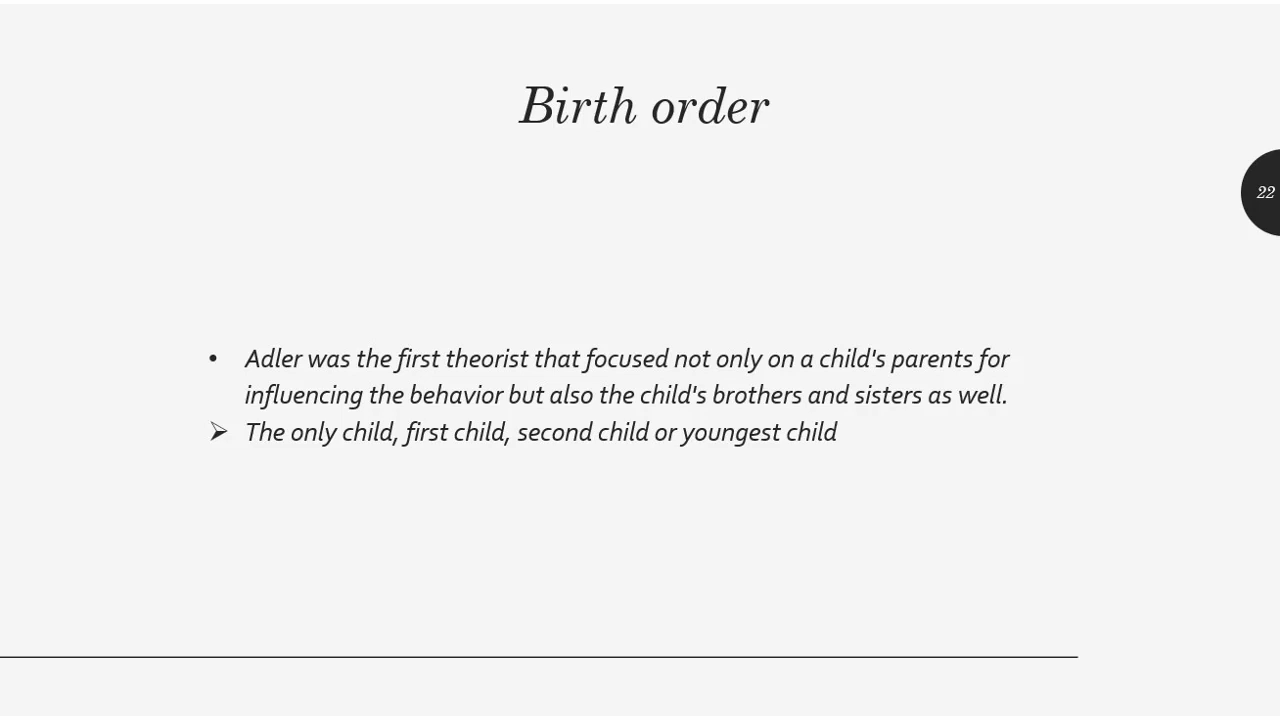 Birth order
22
• Adler was the first theorist that focused not only on a child's parents for
influencing the behavior but also the child's brothers and sisters as well.
➢ The only child, first child, second child or youngest child